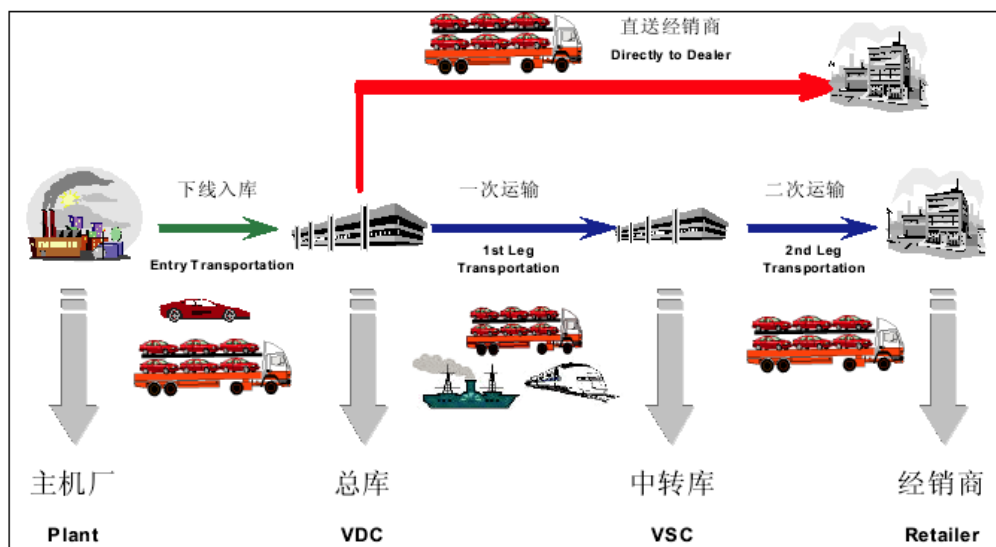 直送经销商
Directly to Dealer
下线入库
一次运输
二次运输
Entry Transportation
1st Leg
Transportation
2nd Leg
Transportation
主机厂
总库
中转库
经销商
Plant
VDC
VSC
Retailer